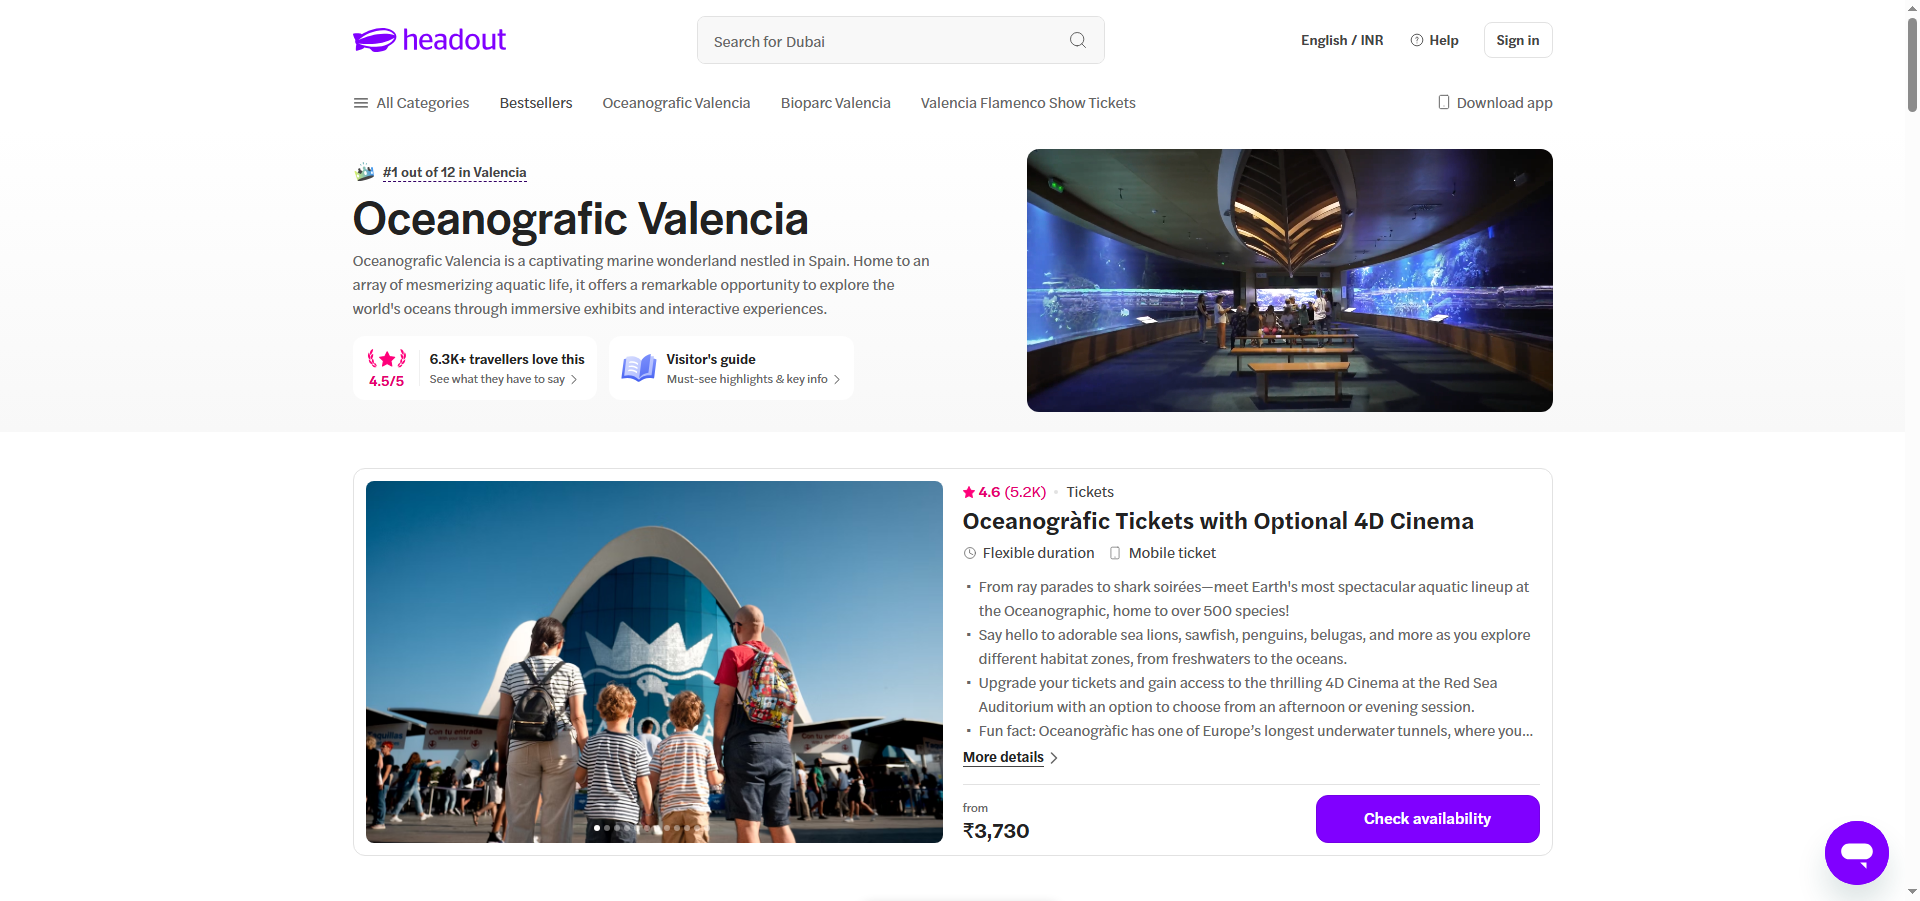 headout
Search for Dubai
English / INR
Help
Sign in
All Categories
Bestsellers
Oceanografic Valencia
Bioparc Valencia
Valencia Flamenco Show Tickets
Download app
#1 out of 12 in Valencia
Oceanografic Valencia
Oceanografic Valencia is a captivating marine wonderland nestled in Spain. Home to an
array of mesmerizing aquatic life, it offers a remarkable opportunity to explore the
world's oceans through immersive exhibits and interactive experiences.
4.5/5
6.3K+ travellers love this
See what they have to say
Visitor's guide
Must-see highlights & key info
Con tu entrada
Con tu entrada
4.6 (5.2K) • Tickets
Oceanogràfic Tickets with Optional 4D Cinema
Flexible duration
Mobile ticket
• From ray parades to shark soirées—meet Earth's most spectacular aquatic lineup at
the Oceanographic, home to over 500 species!
• Say hello to adorable sea lions, sawfish, penguins, belugas, and more as you explore
different habitat zones, from freshwaters to the oceans.
• Upgrade your tickets and gain access to the thrilling 4D Cinema at the Red Sea
Auditorium with an option to choose from an afternoon or evening session.
• Fun fact: Oceanogràfic has one of Europe’s longest underwater tunnels, where you...
More details
from
₹3,730
Check availability